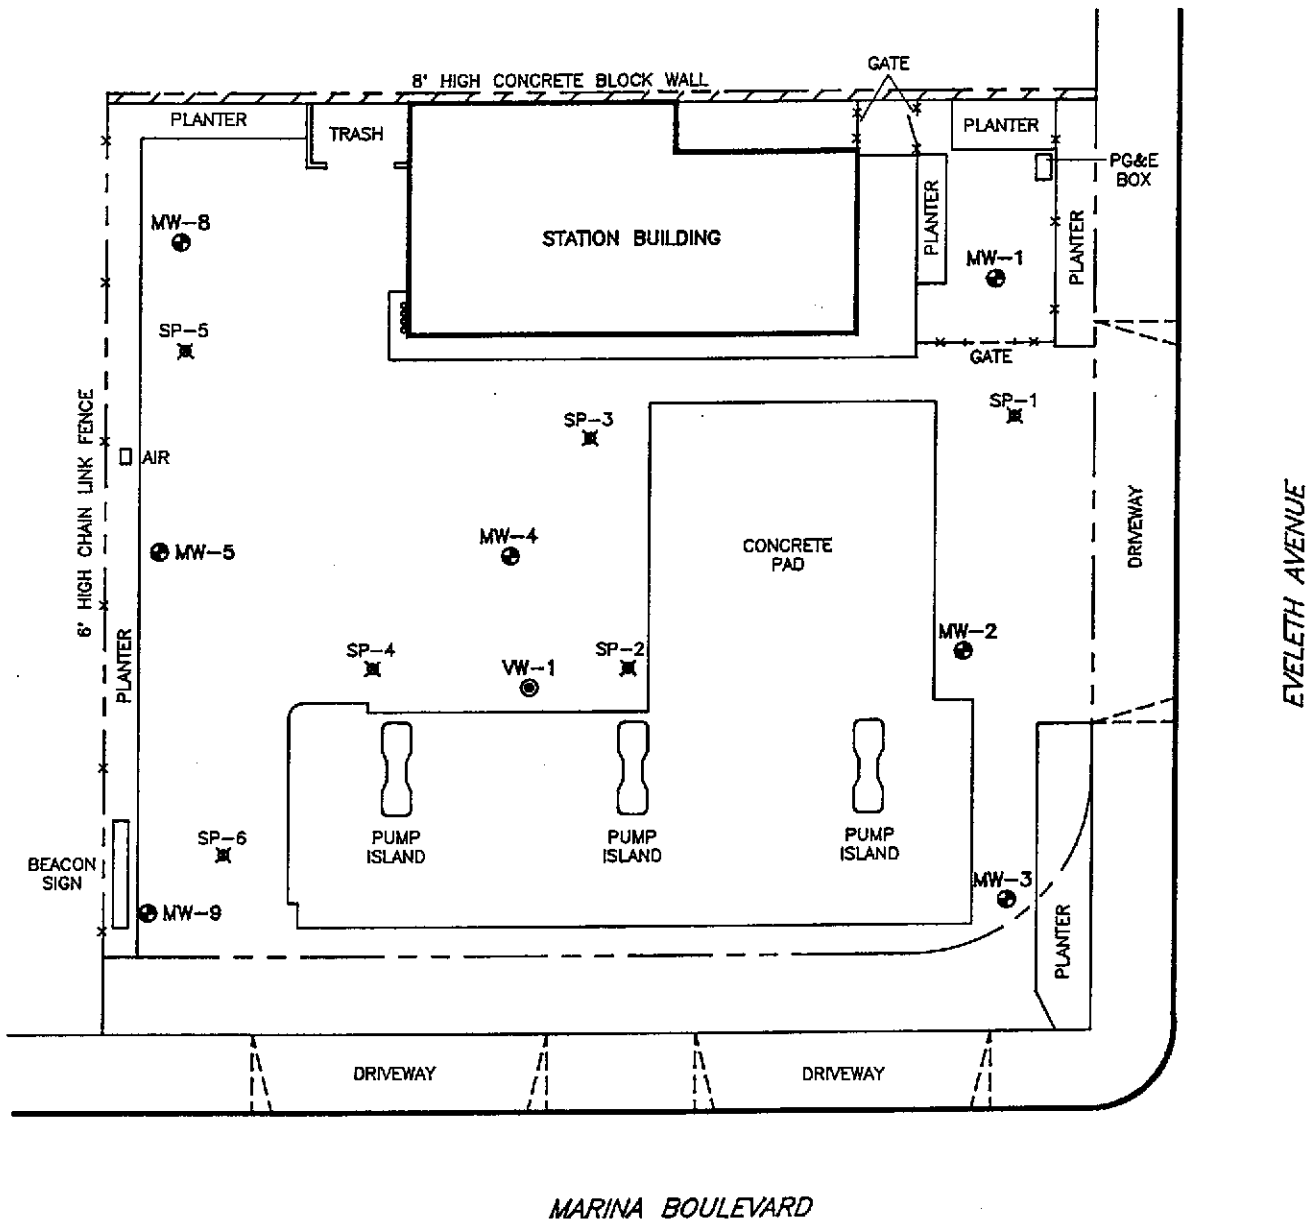 GATE
8' HIGH CONCRETE BLOCK WALL
PLANTER
TRASH
PLANTER
PG&E
BOX
MW-8
STATION BUILDING
PLANTER
MW-1
PLANTER
SP-5
GATE
SP-1
SP-3
6' HIGH CHAIN LINK FENCE
AIR
MW-5
MW-4
CONCRETE
PAD
DRIVEWAY
EVELETH AVENUE
MW-2
PLANTER
SP-4
VW-1
SP-2
PUMP
ISLAND
PUMP
ISLAND
PUMP
ISLAND
SP-6
BEACON
SIGN
MW-9
MW-3
PLANTER
DRIVEWAY
DRIVEWAY
MARINA BOULEVARD